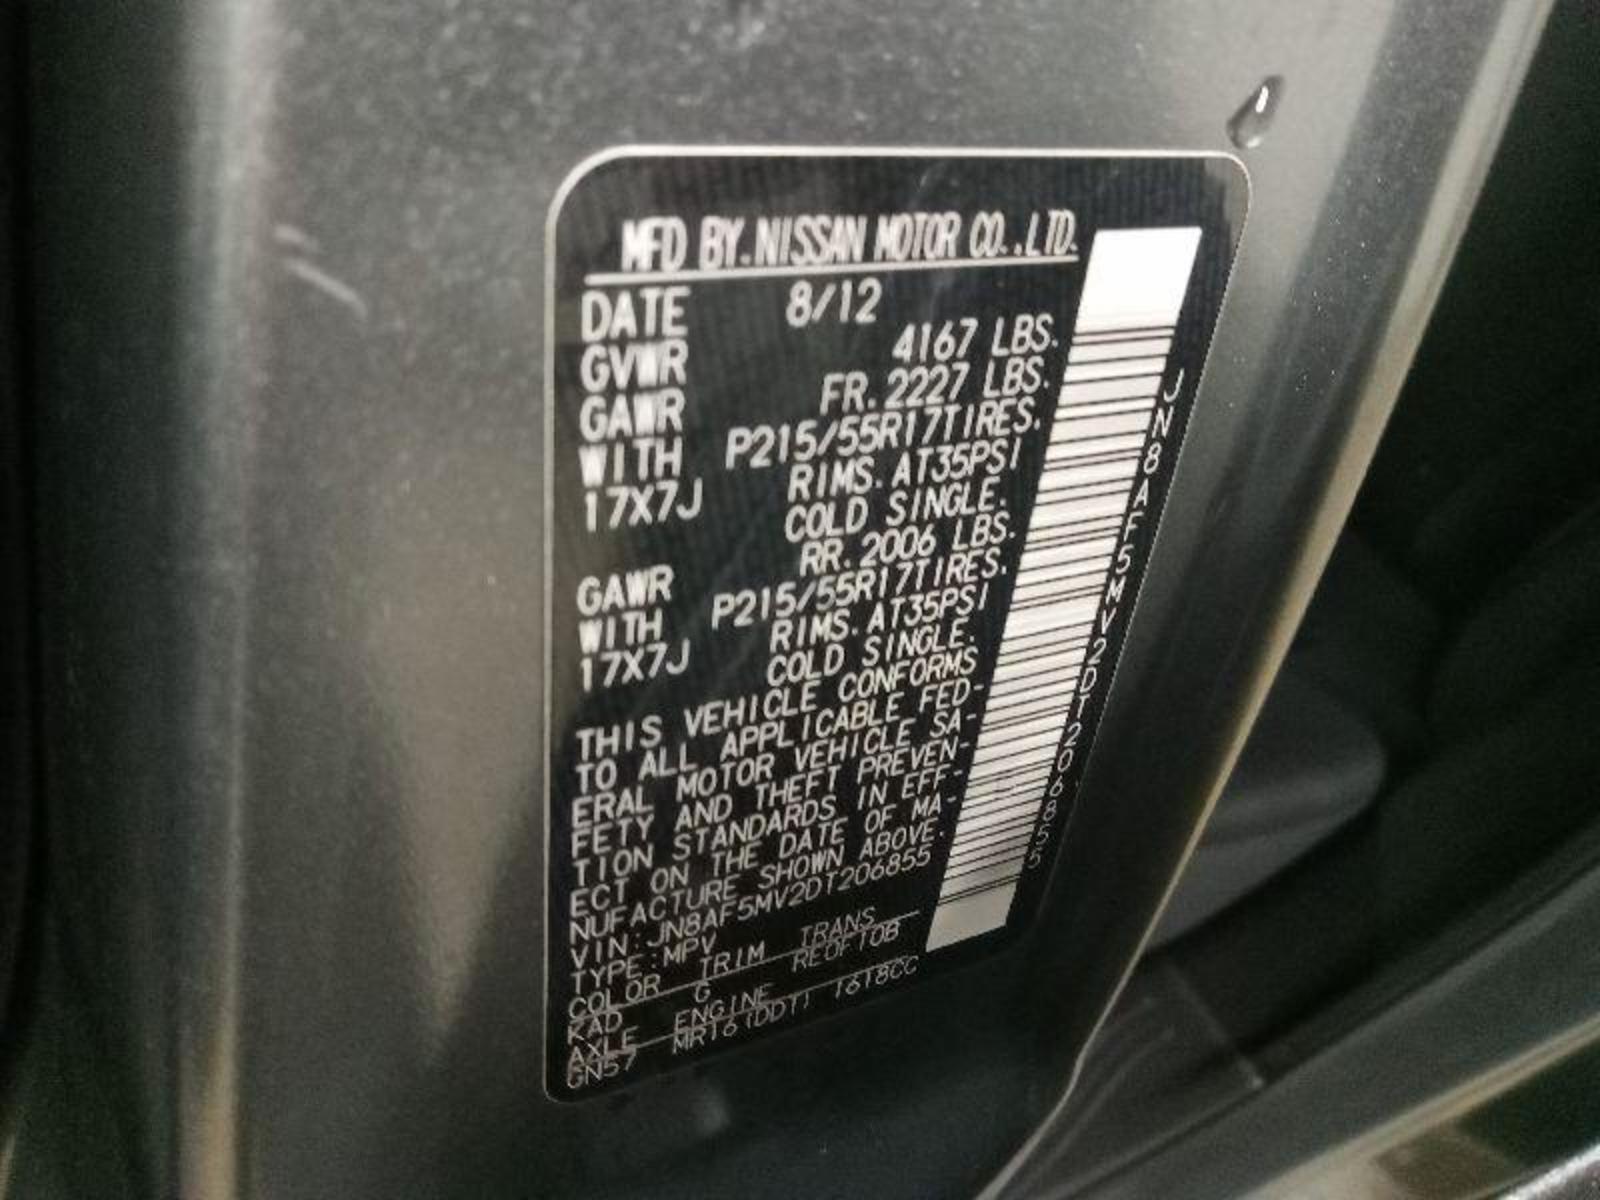 MFD BY.NISSAN MOTOR CO.,LTD.
DATE 8/12
GVWR 4167 LBS.
GAWR FR. 2227 LBS.
WITH P215/55R17TIRES.
17X7J RIMS. AT35PSI
COLD SINGLE.
GAWR RR. 2006 LBS.
WITH P215/55R17TIRES.
17X7J RIMS. AT35PSI
COLD SINGLE.
THIS VEHICLE CONFORMS
TO ALL APPLICABLE FED-
ERAL MOTOR VEHICLE SA-
FETY AND THEFT PREVEN-
TION STANDARDS IN EFF-
ECT ON THE DATE OF MA-
NUFACTURE SHOWN ABOVE.
VIN:JN8AF5MV2DT206855
TYPE:MPV
COLOR TRIM TRANS
KAD G RE0F10B
AXLE ENGINE
GN57 MR16(DDT) 1618CC
JN8AF5MV2DT206855